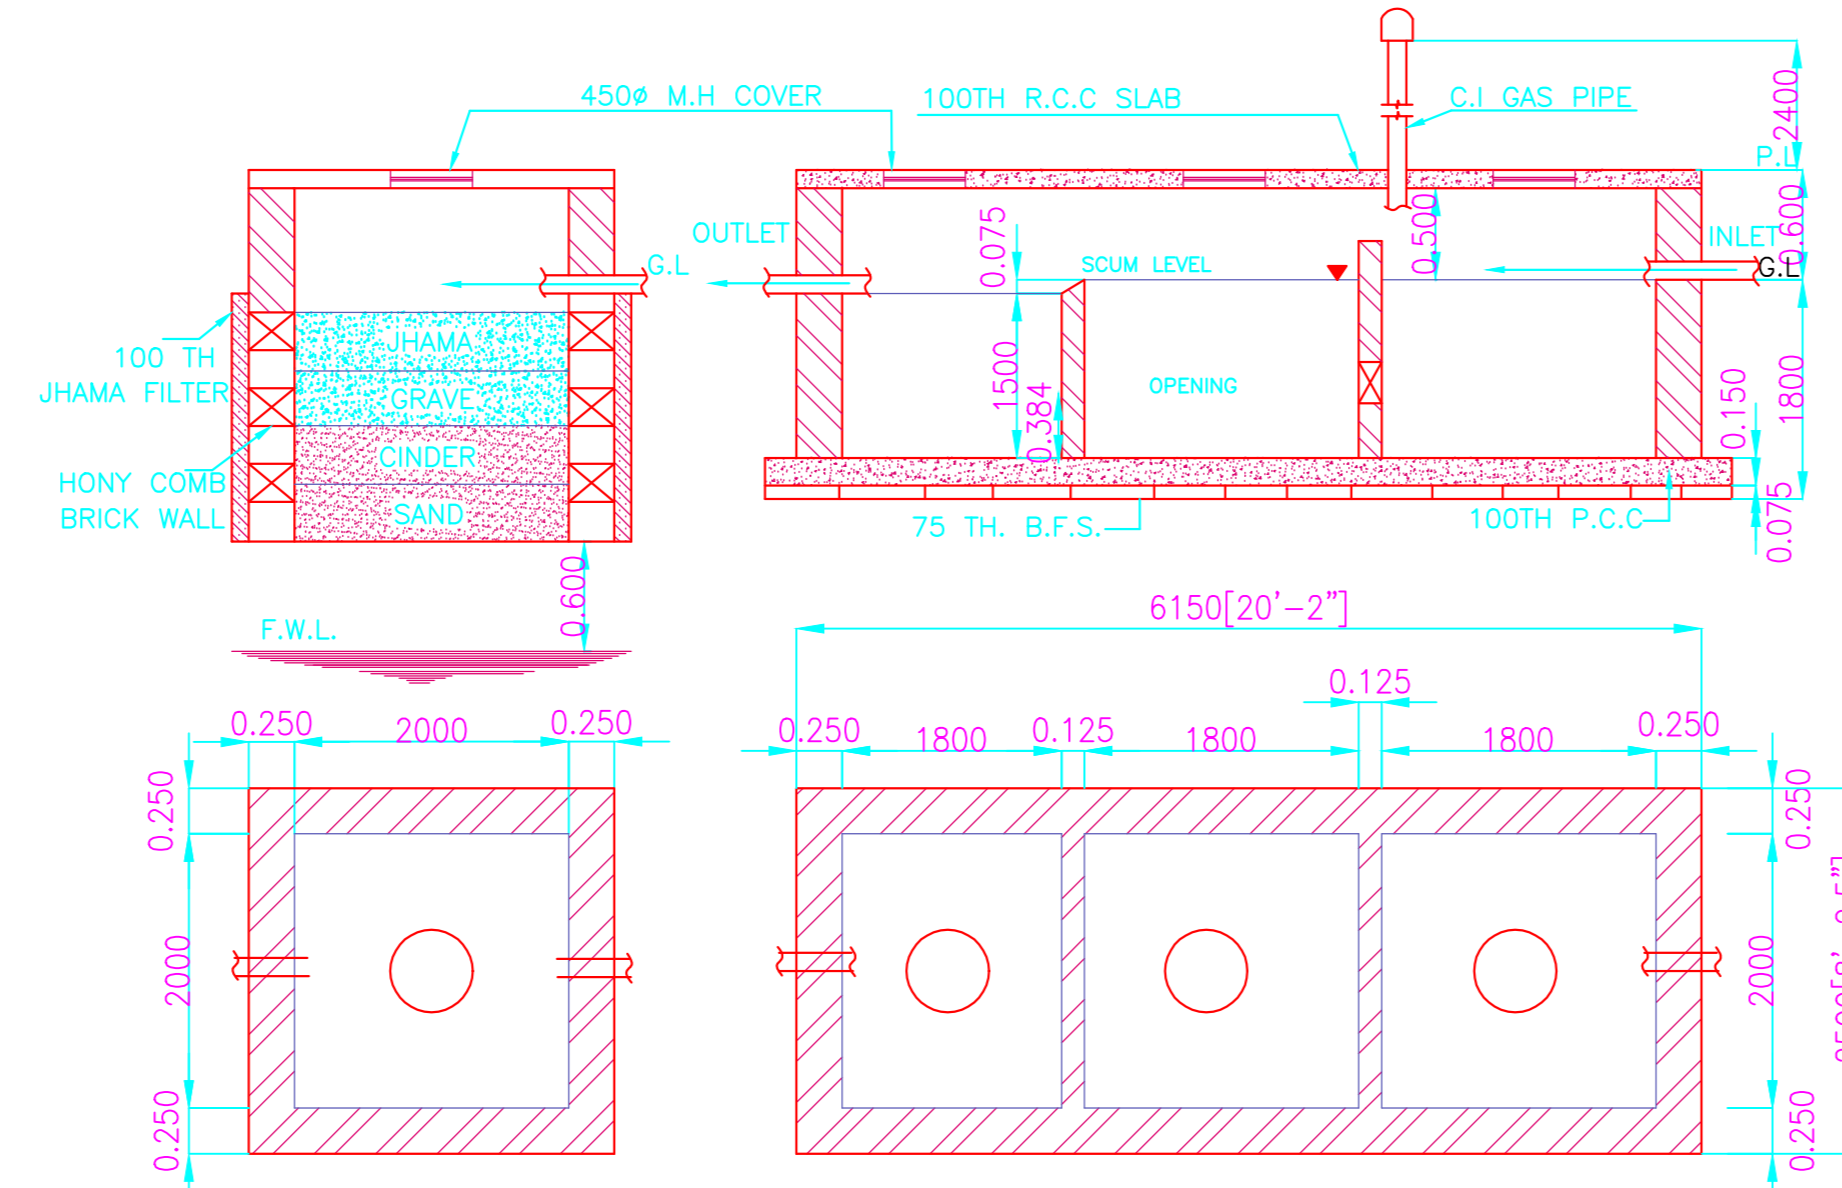 450ø M.H COVER
100TH R.C.C SLAB
C.I GAS PIPE
2400
P.L
0.600
OUTLET
0.075
SCUM LEVEL
0.500
INLET
G.L
G.L
JHAMA
100 TH
JHAMA FILTER
GRAVE
1500
0.384
OPENING
0.150
1800
CINDER
HONY COMB
BRICK WALL
SAND
75 TH. B.F.S.
100TH P.C.C
0.075
0.600
F.W.L.
6150[20'-2"]
0.125
0.250
2000
0.250
0.250
1800
0.125
1800
1800
0.250
0.250
0.250
2000
2000
0.250
0.250